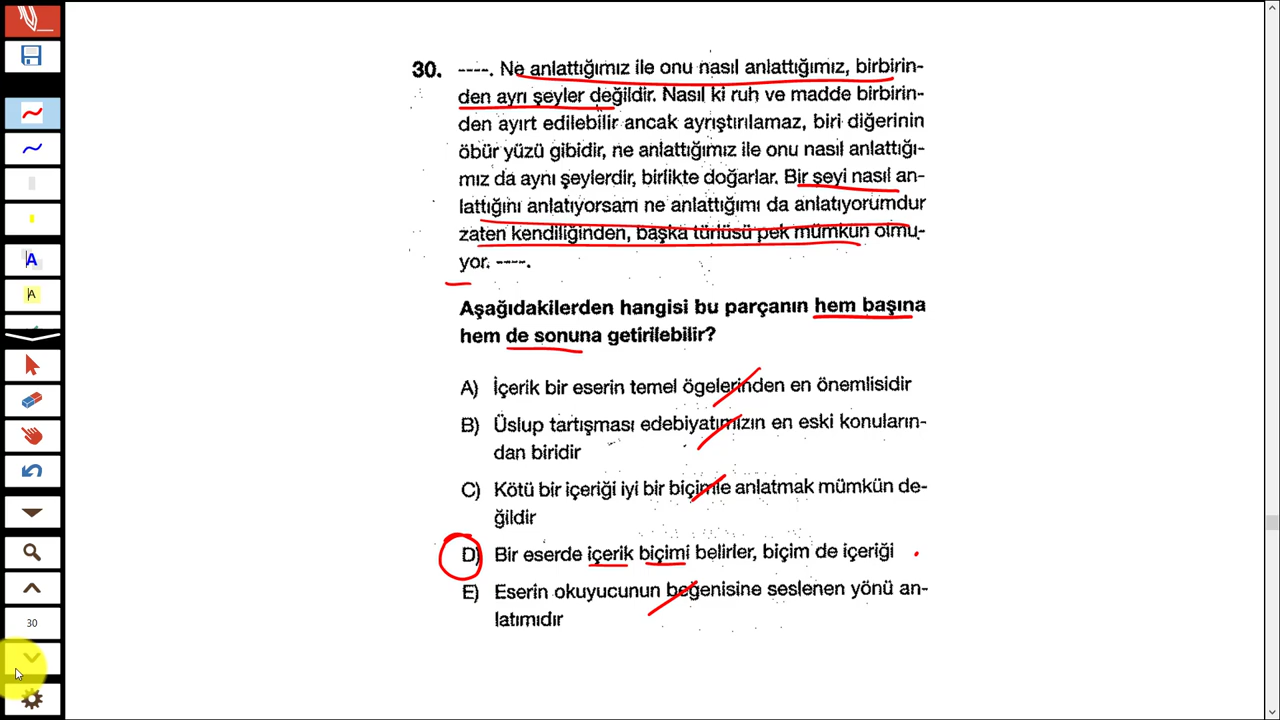 30. ----. Ne anlattığımız ile onu nasıl anlattığımız, birbirin-
den ayrı şeyler değildir. Nasıl ki ruh ve madde birbirin-
den ayırt edilebilir ancak ayrıştırılamaz, biri diğerinin
öbür yüzü gibidir, ne anlattığımız ile onu nasıl anlattığı-
mız da aynı şeylerdir, birlikte doğarlar. Bir şeyi nasıl an-
lattığını anlatıyorsam ne anlattığımı da anlatıyorumdur
zaten kendiliğinden, başka türlüsü pek mümkün olmu-
yor. ----.
Aşağıdakilerden hangisi bu parçanın hem başına
hem de sonuna getirilebilir?
A) İçerik bir eserin temel ögelerinden en önemlisidir
B) Üslup tartışması edebiyatımızın en eski konuların-
dan biridir
C) Kötü bir içeriği iyi bir biçimle anlatmak mümkün de-
ğildir
D) Bir eserde içerik biçimi belirler, biçim de içeriği
E) Eserin okuyucunun beğenisine seslenen yönü an-
latımıdır
A
A
30